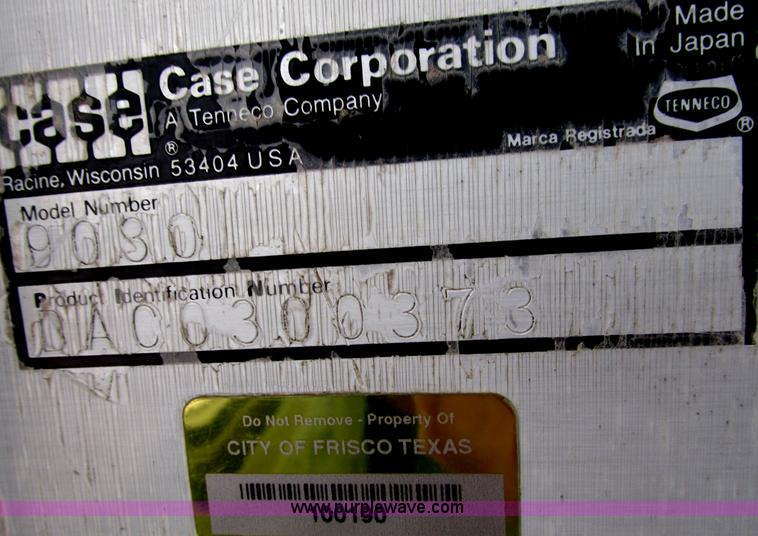 Made
in Japan
case
Case Corporation
A Tenneco Company
TENNECO
®
Marca Registrada
®
Racine, Wisconsin 53404 USA
Model Number
9030
Product Identification Number
DAC0300373
Do Not Remove - Property Of
CITY OF FRISCO TEXAS
www.purplewave.com